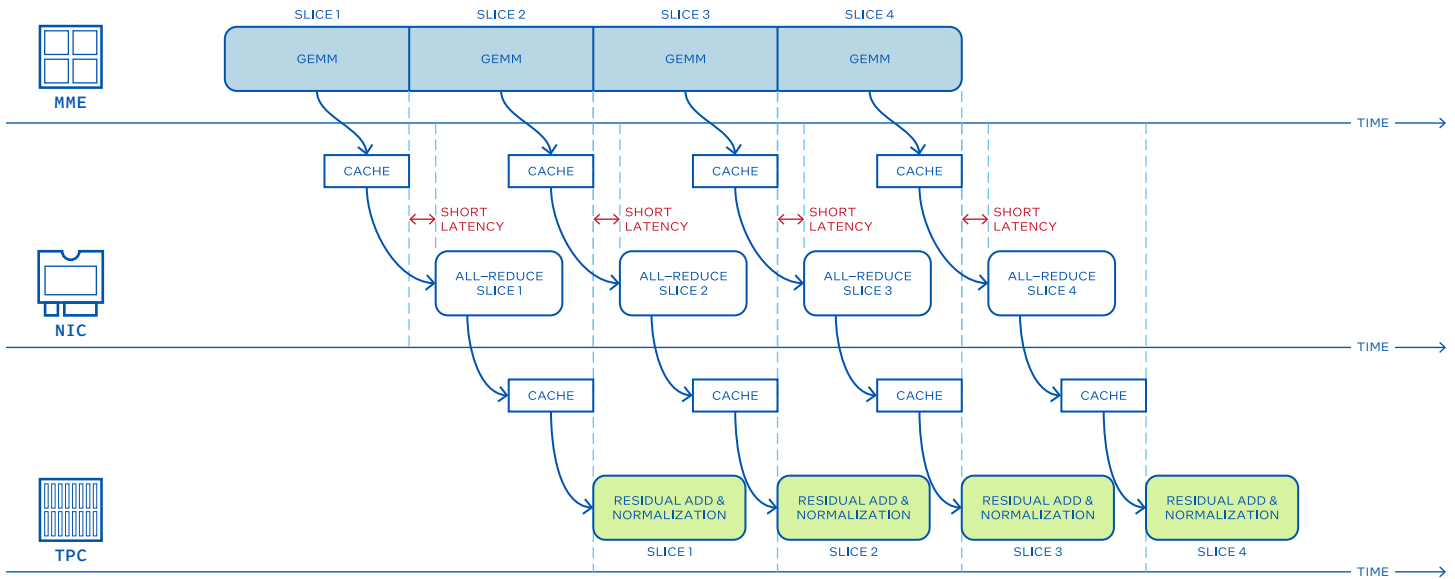 SLICE 1
SLICE 2
SLICE 3
SLICE 4
GEMM
GEMM
GEMM
GEMM
MME
TIME
CACHE
CACHE
CACHE
CACHE
SHORT
LATENCY
SHORT
LATENCY
SHORT
LATENCY
SHORT
LATENCY
ALL–REDUCE
SLICE 1
ALL–REDUCE
SLICE 2
ALL–REDUCE
SLICE 3
ALL–REDUCE
SLICE 4
NIC
TIME
CACHE
CACHE
CACHE
CACHE
RESIDUAL ADD &
NORMALIZATION
RESIDUAL ADD &
NORMALIZATION
RESIDUAL ADD &
NORMALIZATION
RESIDUAL ADD &
NORMALIZATION
TPC
SLICE 1
SLICE 2
SLICE 3
SLICE 4
TIME